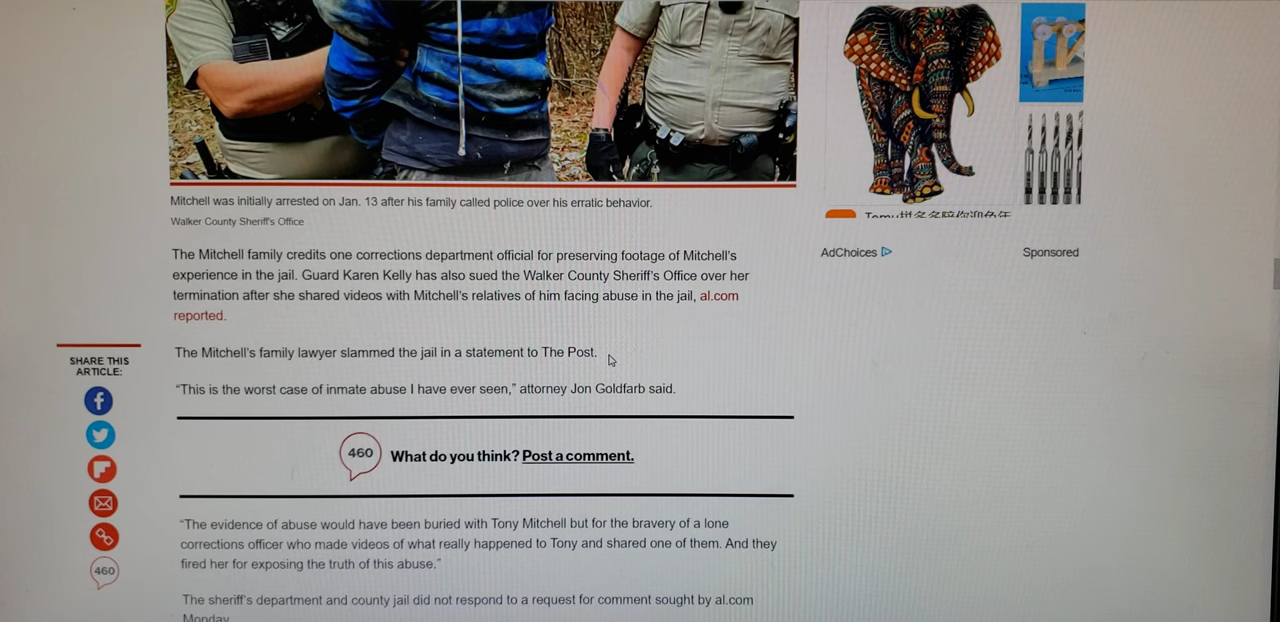 Mitchell was initially arrested on Jan. 13 after his family called police over his erratic behavior.
Walker County Sheriff's Office
The Mitchell family credits one corrections department official for preserving footage of Mitchell's
experience in the jail. Guard Karen Kelly has also sued the Walker County Sheriff's Office over her
termination after she shared videos with Mitchell's relatives of him facing abuse in the jail, al.com
reported.
The Mitchell's family lawyer slammed the jail in a statement to The Post.
“This is the worst case of inmate abuse I have ever seen,” attorney Jon Goldfarb said.
460 What do you think? Post a comment.
“The evidence of abuse would have been buried with Tony Mitchell but for the bravery of a lone
corrections officer who made videos of what really happened to Tony and shared one of them. And they
fired her for exposing the truth of this abuse.”
The sheriff's department and county jail did not respond to a request for comment sought by al.com
Monday
SHARE THIS
ARTICLE:
460
AdChoices
Sponsored